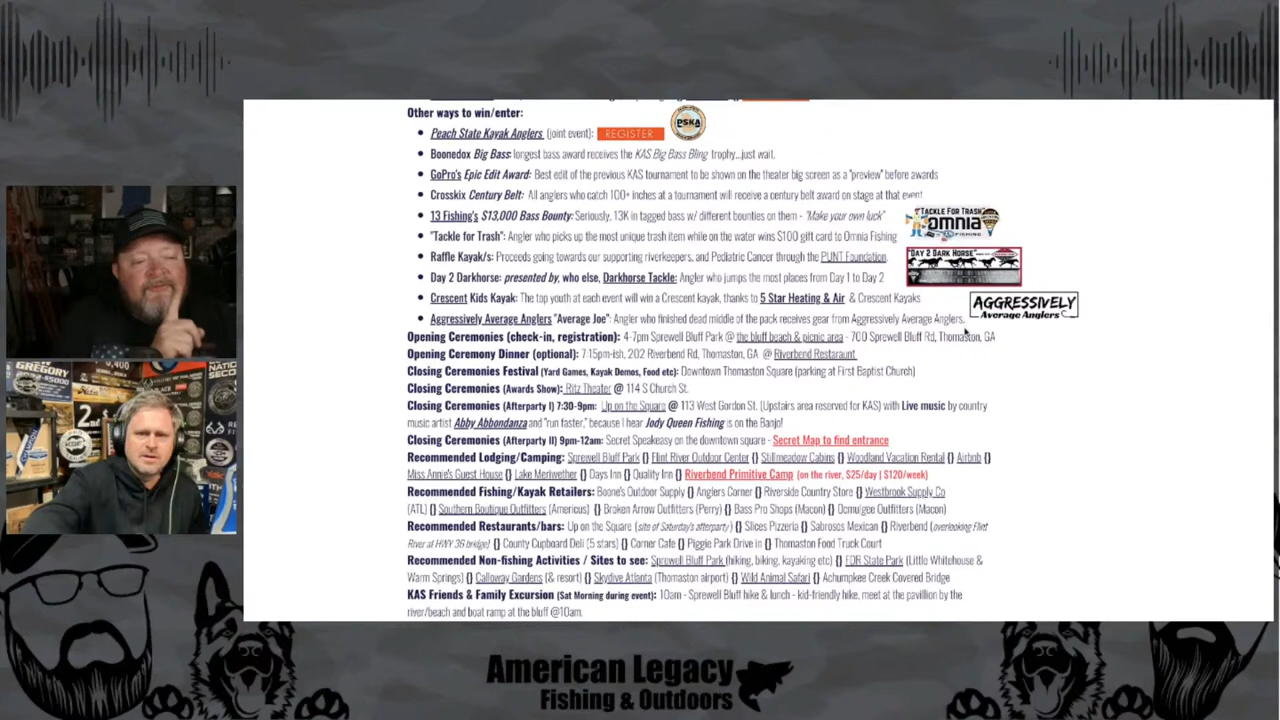 Other ways to win/enter:
Peach State Kayak Anglers (joint event): REGISTER PSKA
Boonedox Big Bass: longest bass award receives the KAS Big Bass Bling trophy...just wait.
GoPro's Epic Edit Award: Best edit of the previous KAS tournament to be shown on the theater big screen as a "preview" before awards
Crosskix Century Belt: All anglers who catch 100+ inches at a tournament will receive a century belt award on stage at that event
13 Fishing's $13,000 Bass Bounty: Seriously, 13K in tagged bass w/ different bounties on them - "Make your own luck"
TACKLE FOR TRASH
OMNIA
FISHING
"Tackle for Trash": Angler who picks up the most unique trash item while on the water wins $100 gift card to Omnia Fishing
Raffle Kayak/s: Proceeds going towards our supporting riverkeepers, and Pediatric Cancer through the PUNT Foundation.
"DAY 2 DARK HORSE"
Day 2 Darkhorse: presented by, who else, Darkhorse Tackle: Angler who jumps the most places from Day 1 to Day 2
Crescent Kids Kayak: The top youth at each event will win a Crescent kayak, thanks to 5 Star Heating & Air & Crescent Kayaks
AGGRESSIVELY
Average Anglers
Aggressively Average Anglers "Average Joe": Angler who finished dead middle of the pack receives gear from Aggressively Average Anglers.
Opening Ceremonies (check-in, registration): 4-7pm Sprewell Bluff Park @ the bluff beach & picnic area - 700 Sprewell Bluff Rd, Thomaston, GA
Opening Ceremony Dinner (optional): 7:15pm-ish, 202 Riverbend Rd, Thomaston, GA @ Riverbend Restaraunt
Closing Ceremonies Festival (Yard Games, Kayak Demos, Food etc): Downtown Thomaston Square (parking at First Baptist Church)
Closing Ceremonies (Awards Show): Ritz Theater @ 114 S Church St.
Closing Ceremonies (Afterparty I) 7:30-9pm: Up on the Square @ 113 West Gordon St. (Upstairs area reserved for KAS) with Live music by country
music artist Abby Abbondanza and "run faster," because I hear Jody Queen Fishing is on the Banjo!
Closing Ceremonies (Afterparty II) 9pm-12am: Secret Speakeasy on the downtown square - Secret Map to find entrance
Recommended Lodging/Camping: Sprewell Bluff Park {} Flint River Outdoor Center {} Stillmeadow Cabins {} Woodland Vacation Rental {} Airbnb {}
Miss Annie's Guest House {} Lake Meriwether {} Days Inn {} Quality Inn {} Riverbend Primitive Camp (on the river, $25/day | $120/week)
Recommended Fishing/Kayak Retailers: Boone's Outdoor Supply {} Anglers Corner {} Riverside Country Store {} Westbrook Supply Co
(ATL) {} Southern Boutique Outfitters (Americus) {} Broken Arrow Outfitters (Perry) {} Bass Pro Shops (Macon) {} Ocmulgee Outfitters (Macon)
Recommended Restaurants/bars: Up on the Square (site of Saturday's afterparty) {} Slices Pizzeria {} Sabroses Mexican {} Riverbend (overlooking Flint
River at HWY 36 bridge) {} County Cupboard Deli (5 stars) {} Corner Cafe {} Piggie Park Drive in {} Thomaston Food Truck Court
Recommended Non-fishing Activities / Sites to see: Sprewell Bluff Park (hiking, biking, kayaking etc) {} FDR State Park (Little Whitehouse &
Warm Springs) {} Calloway Gardens (& resort) {} Skydive Atlanta (Thomaston airport) {} Wild Animal Safari {} Achumpkee Creek Covered Bridge
KAS Friends & Family Excursion (Sat Morning during event): 10am - Sprewell Bluff hike & lunch - kid-friendly hike, meet at the pavillion by the
river/beach and boat ramp at the bluff @10am.
GREGORY
American Legacy
Fishing & Outdoors